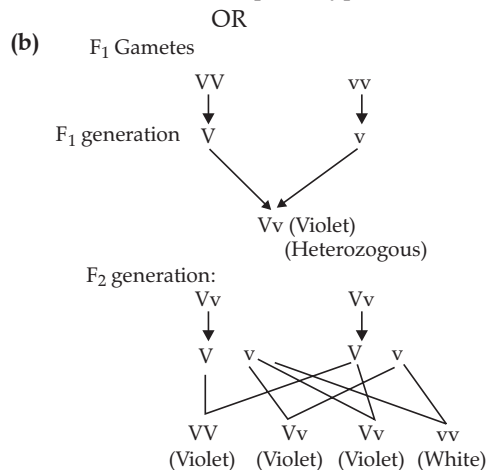 OR
(b) F₁ Gametes
VV vv
F₁ generation V v
Vv (Violet)
(Heterozogous)
F₂ generation:
Vv Vv
V v V v
VV Vv Vv vv
(Violet) (Violet) (Violet) (White)